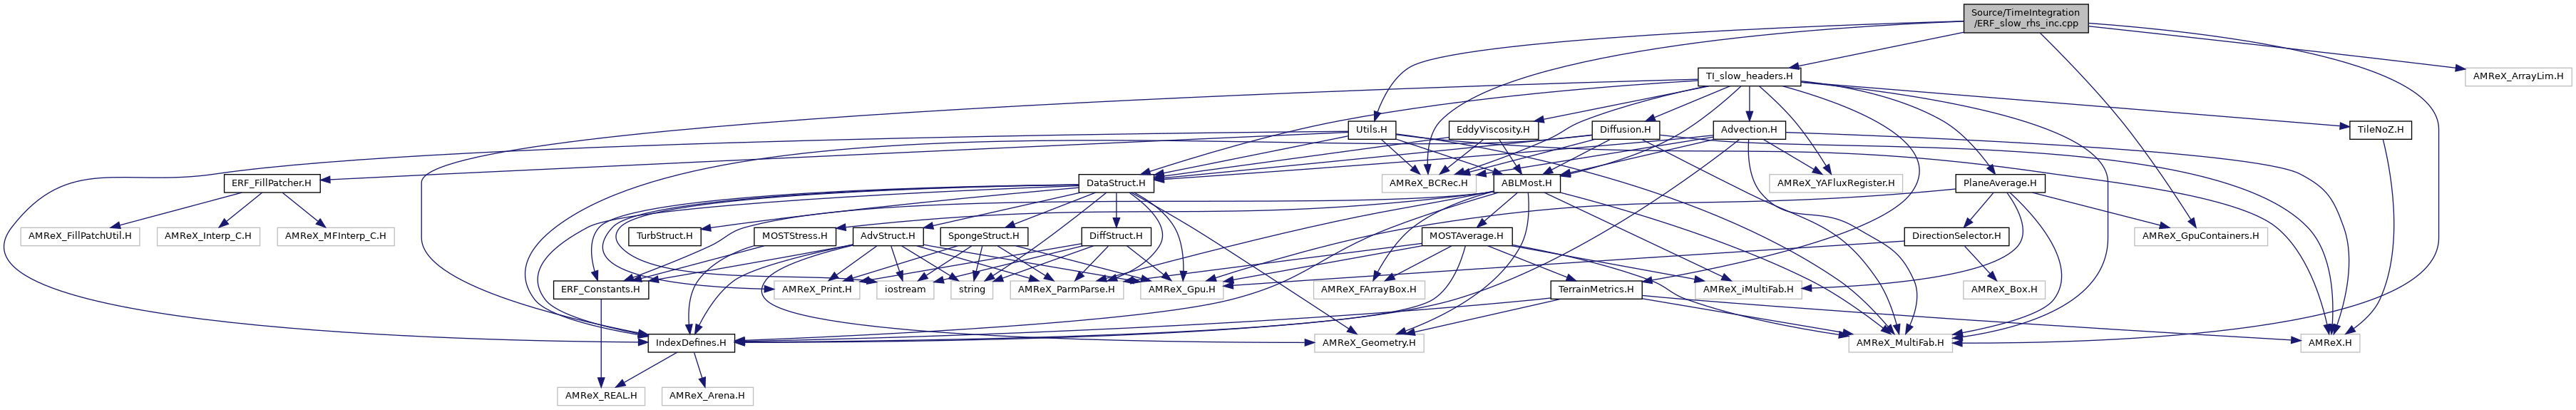 Source/TimeIntegration
/ERF_slow_rhs_inc.cpp
TI_slow_headers.H
AMReX_ArrayLim.H
Utils.H
EddyViscosity.H
Diffusion.H
Advection.H
TileNoZ.H
ERF_FillPatcher.H
DataStruct.H
AMReX_BCRec.H
ABLMost.H
AMReX_YAFluxRegister.H
PlaneAverage.H
AMReX_FillPatchUtil.H
AMReX_Interp_C.H
AMReX_MFInterp_C.H
TurbStruct.H
MOSTStress.H
AdvStruct.H
SpongeStruct.H
DiffStruct.H
MOSTAverage.H
DirectionSelector.H
AMReX_GpuContainers.H
ERF_Constants.H
AMReX_Print.H
iostream
string
AMReX_ParmParse.H
AMReX_Gpu.H
AMReX_FArrayBox.H
TerrainMetrics.H
AMReX_iMultiFab.H
AMReX_Box.H
IndexDefines.H
AMReX_Geometry.H
AMReX_MultiFab.H
AMReX.H
AMReX_REAL.H
AMReX_Arena.H